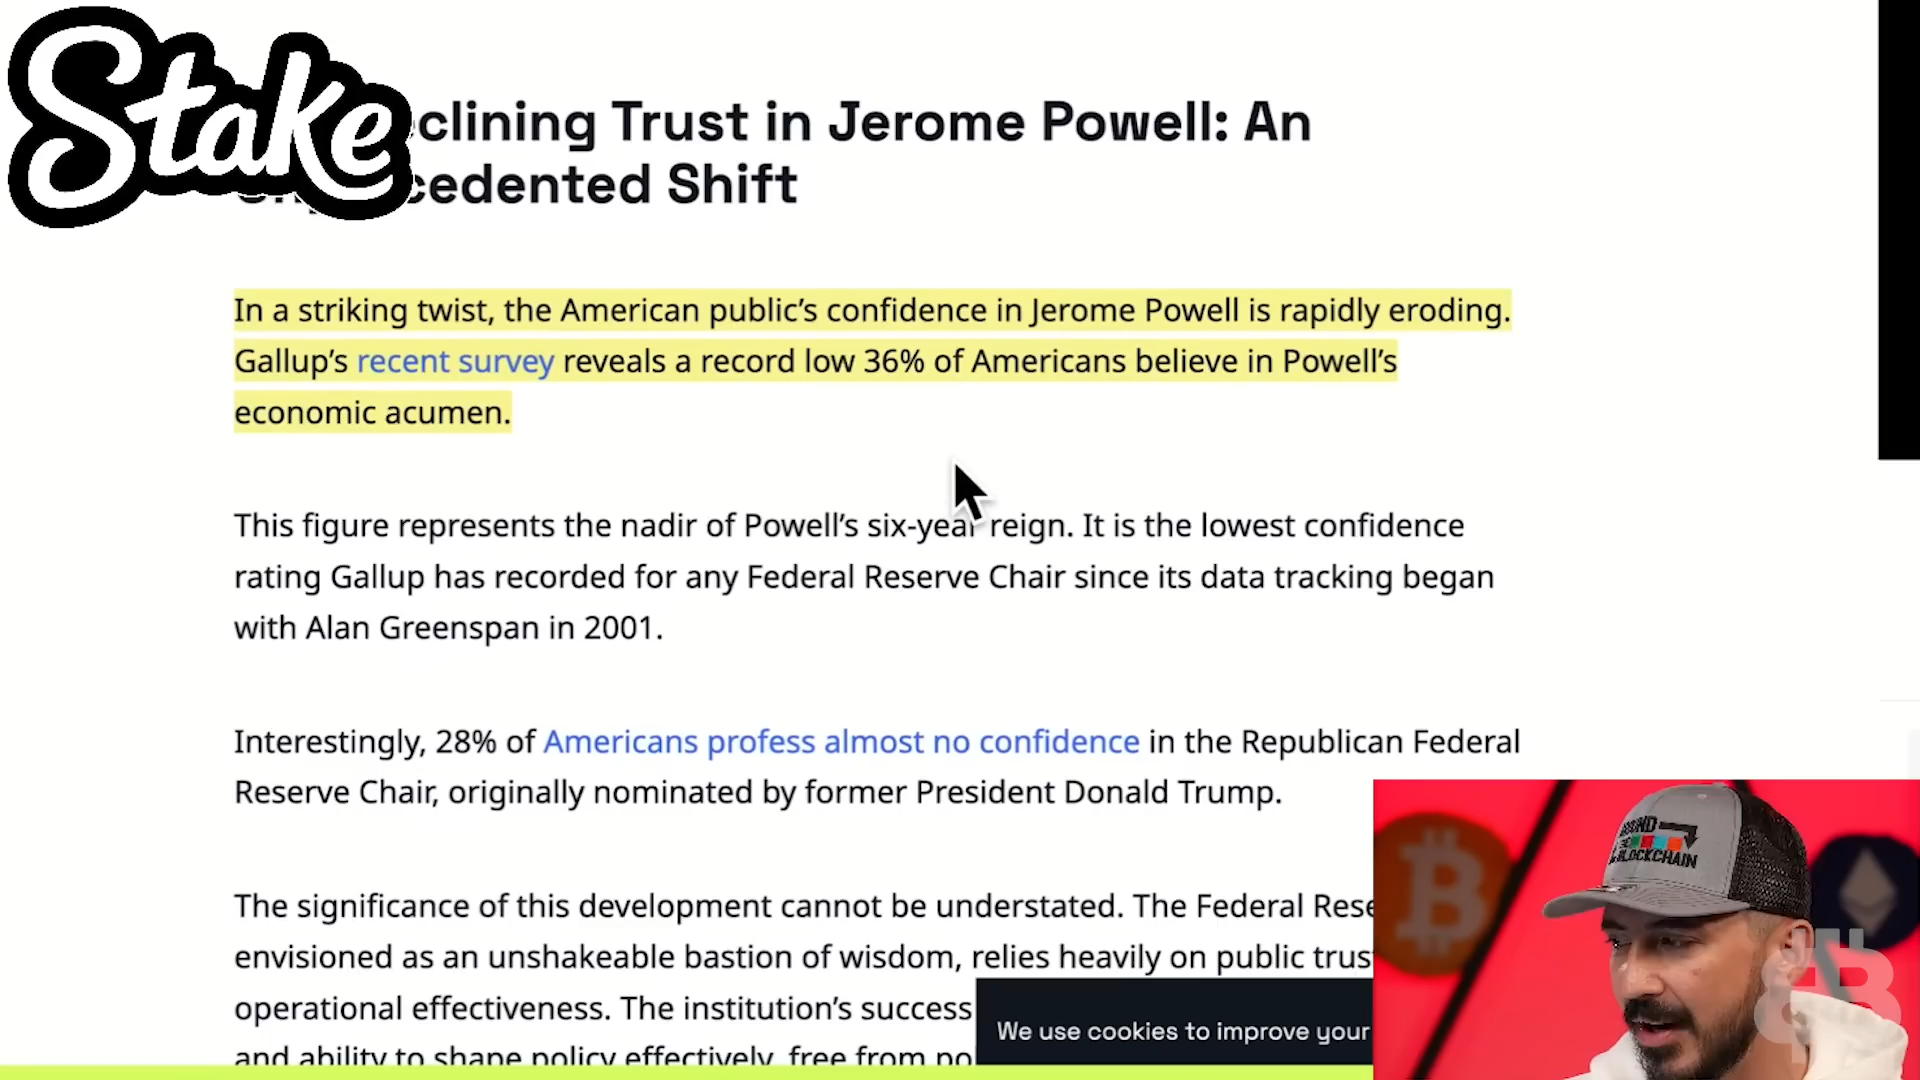 Stake
clining Trust in Jerome Powell: An
cedented Shift
In a striking twist, the American public’s confidence in Jerome Powell is rapidly eroding.
Gallup’s recent survey reveals a record low 36% of Americans believe in Powell’s
economic acumen.
This figure represents the nadir of Powell’s six-year reign. It is the lowest confidence
rating Gallup has recorded for any Federal Reserve Chair since its data tracking began
with Alan Greenspan in 2001.
Interestingly, 28% of Americans profess almost no confidence in the Republican Federal
Reserve Chair, originally nominated by former President Donald Trump.
The significance of this development cannot be understated. The Federal Rese
envisioned as an unshakeable bastion of wisdom, relies heavily on public trus
operational effectiveness. The institution’s success
and ability to shape policy effectively, free from po
We use cookies to improve your
BLOCKCHAIN